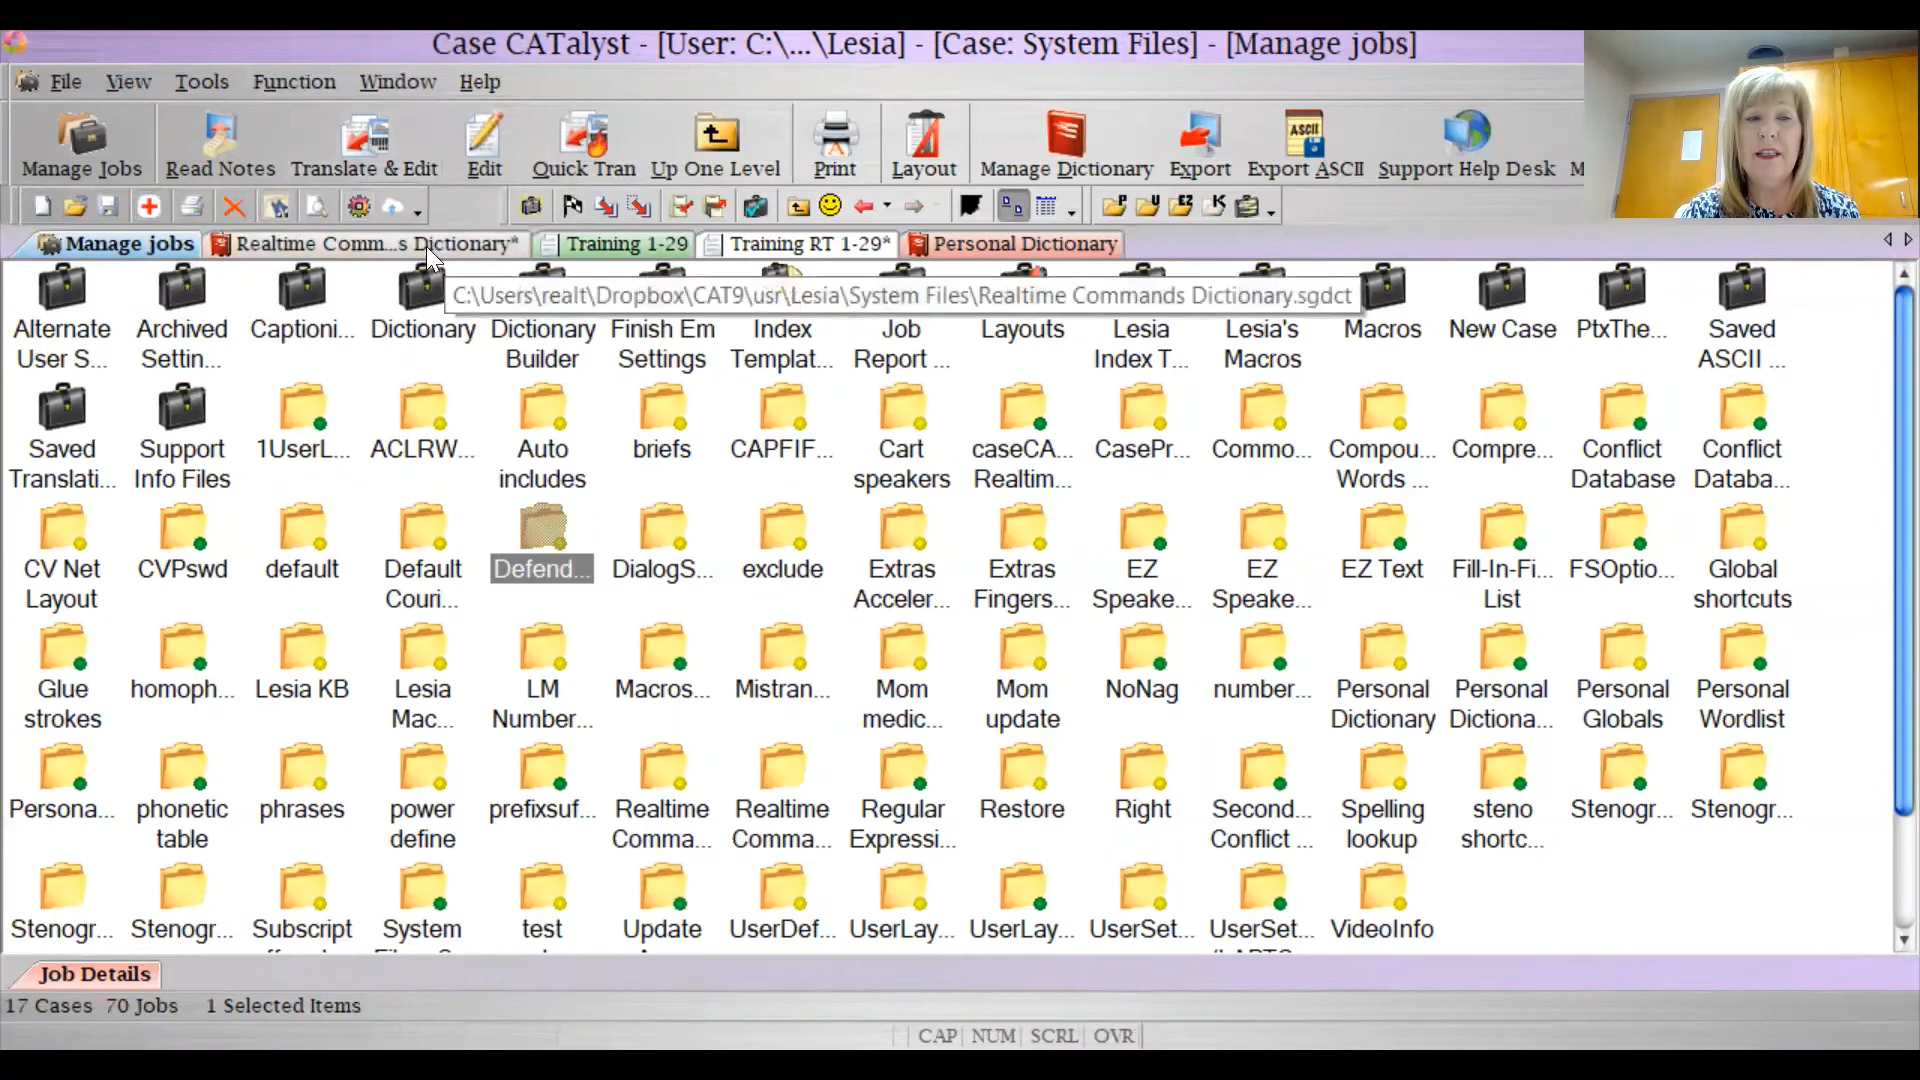 Case CATalyst - [User: C:\...\Lesia] - [Case: System Files] - [Manage jobs]
File View Tools Function Window Help
Manage Jobs Read Notes Translate & Edit Edit Quick Tran Up One Level Print Layout Manage Dictionary Export Export ASCII Support Help Desk M
Manage jobs Realtime Comm...s Dictionary* Training 1-29 Training RT 1-29* Personal Dictionary
C:\Users\realt\Dropbox\CAT9\usr\Lesia\System Files\Realtime Commands Dictionary.sgdct
Alternate Archived Captioni... Dictionary Dictionary Finish Em Index Job Layouts Lesia Lesia's Macros New Case PtxThe... Saved
User S... Settin... Builder Settings Templat... Report ... Index T... Macros ASCII ...
Saved Support 1UserL... ACLRW... Auto briefs CAPFIF... Cart caseCA... CasePr... Commo... Compou... Compre... Conflict Conflict
Translati... Info Files includes speakers Realtim... Words ... Database Databa...
CV Net CVPswd default Default Defend... DialogS... exclude Extras Extras EZ EZ EZ Text Fill-In-Fi... FSOptio... Global
Layout Couri... Acceler... Fingers... Speake... Speake... List shortcuts
Glue homoph... Lesia KB Lesia LM Macros... Mistran... Mom Mom NoNag number... Personal Personal Personal Personal
strokes Mac... Number... medic... update Dictionary Dictiona... Globals Wordlist
Persona... phonetic phrases power prefixsuf... Realtime Realtime Regular Restore Right Second... Spelling steno Stenogr... Stenogr...
table define Comma... Comma... Expressi... Conflict ... lookup shortc...
Stenogr... Stenogr... Subscript System test Update UserDef... UserLay... UserLay... UserSet... UserSet... VideoInfo
Job Details
17 Cases 70 Jobs 1 Selected Items
CAP NUM SCRL OVR